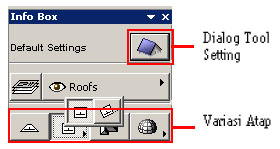 Info Box
Default Settings
Dialog Tool
Setting
Roofs
Variasi Atap